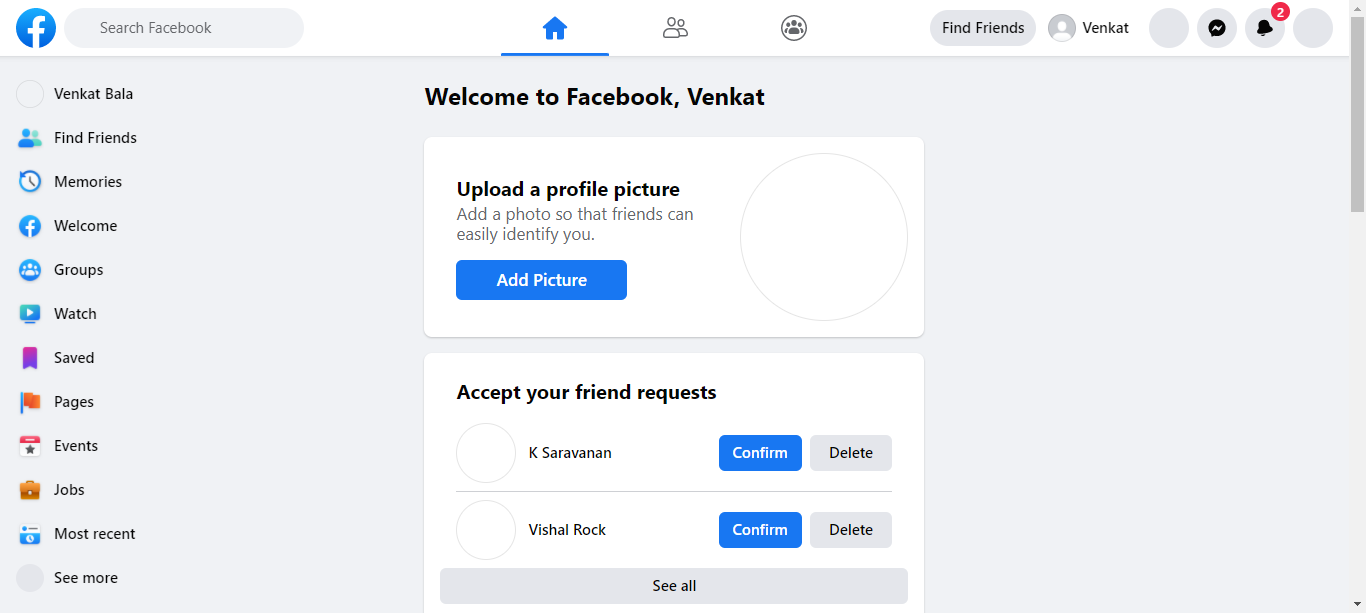 Search Facebook
Find Friends
Venkat
2
Venkat Bala
Find Friends
Memories
Welcome
Groups
Watch
Saved
Pages
Events
Jobs
Most recent
See more
Welcome to Facebook, Venkat
Upload a profile picture
Add a photo so that friends can
easily identify you.
Add Picture
Accept your friend requests
K Saravanan
Confirm
Delete
Vishal Rock
Confirm
Delete
See all